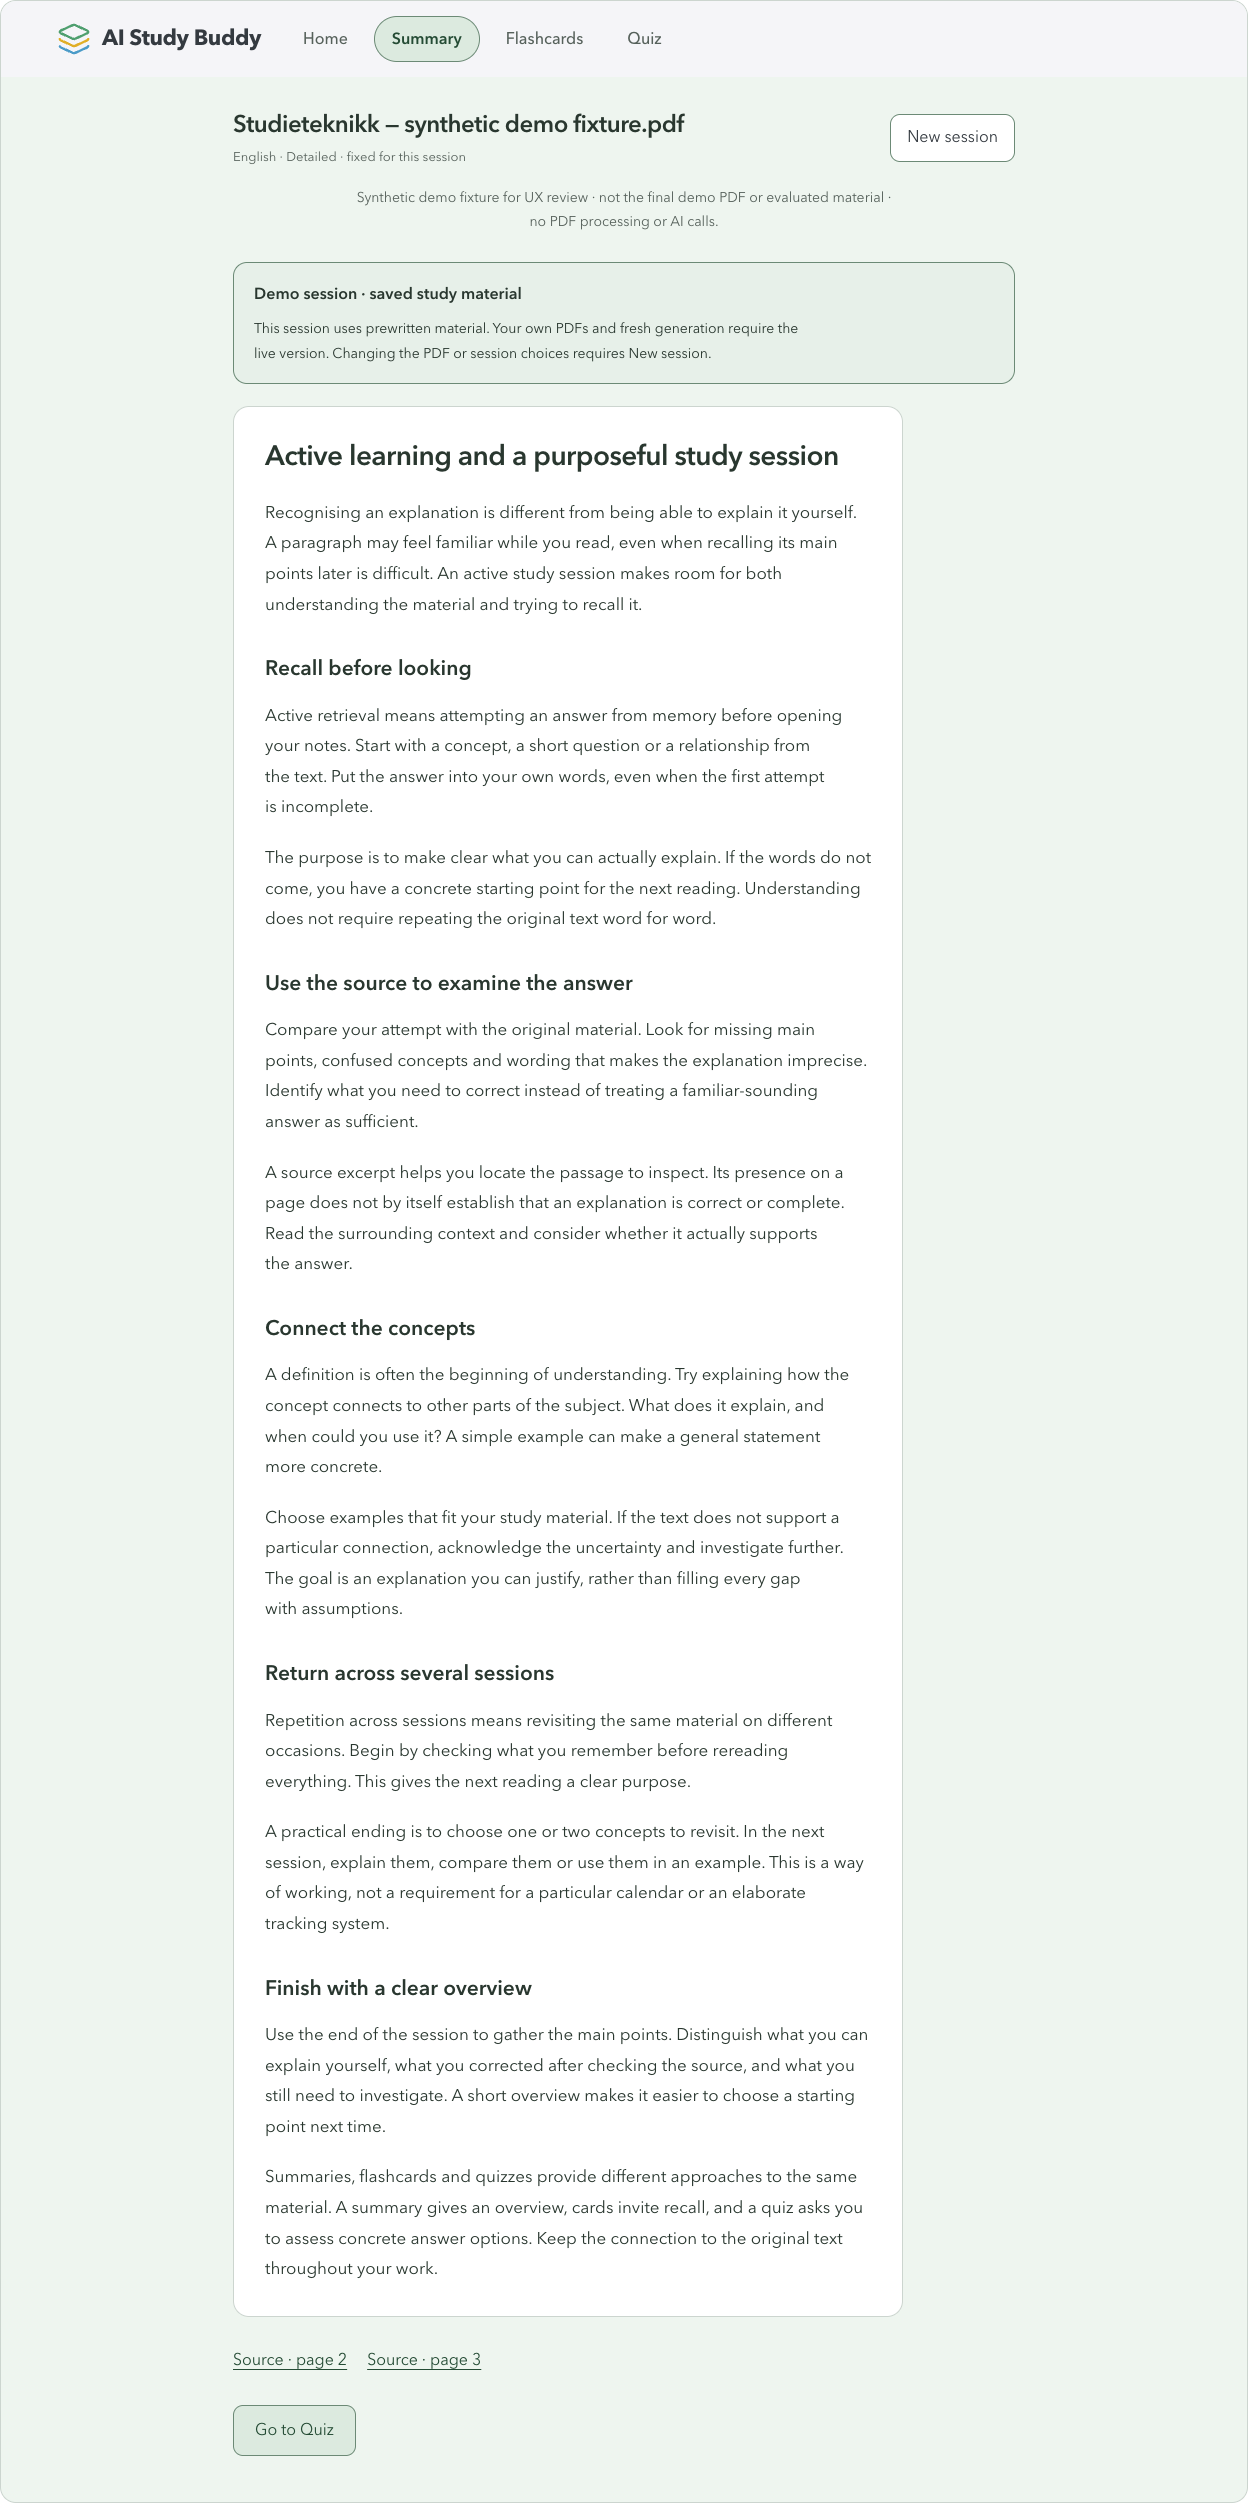 AI Study Buddy
Home
Summary
Flashcards
Quiz
Studieteknikk — synthetic demo fixture.pdf
New session
English · Detailed · fixed for this session
Synthetic demo fixture for UX review · not the final demo PDF or evaluated material ·
no PDF processing or AI calls.
Demo session · saved study material
This session uses prewritten material. Your own PDFs and fresh generation require the
live version. Changing the PDF or session choices requires New session.
Active learning and a purposeful study session
Recognising an explanation is different from being able to explain it yourself.
A paragraph may feel familiar while you read, even when recalling its main
points later is difficult. An active study session makes room for both
understanding the material and trying to recall it.
Recall before looking
Active retrieval means attempting an answer from memory before opening
your notes. Start with a concept, a short question or a relationship from
the text. Put the answer into your own words, even when the first attempt
is incomplete.
The purpose is to make clear what you can actually explain. If the words do not
come, you have a concrete starting point for the next reading. Understanding
does not require repeating the original text word for word.
Use the source to examine the answer
Compare your attempt with the original material. Look for missing main
points, confused concepts and wording that makes the explanation imprecise.
Identify what you need to correct instead of treating a familiar-sounding
answer as sufficient.
A source excerpt helps you locate the passage to inspect. Its presence on a
page does not by itself establish that an explanation is correct or complete.
Read the surrounding context and consider whether it actually supports
the answer.
Connect the concepts
A definition is often the beginning of understanding. Try explaining how the
concept connects to other parts of the subject. What does it explain, and
when could you use it? A simple example can make a general statement
more concrete.
Choose examples that fit your study material. If the text does not support a
particular connection, acknowledge the uncertainty and investigate further.
The goal is an explanation you can justify, rather than filling every gap
with assumptions.
Return across several sessions
Repetition across sessions means revisiting the same material on different
occasions. Begin by checking what you remember before rereading
everything. This gives the next reading a clear purpose.
A practical ending is to choose one or two concepts to revisit. In the next
session, explain them, compare them or use them in an example. This is a way
of working, not a requirement for a particular calendar or an elaborate
tracking system.
Finish with a clear overview
Use the end of the session to gather the main points. Distinguish what you can
explain yourself, what you corrected after checking the source, and what you
still need to investigate. A short overview makes it easier to choose a starting
point next time.
Summaries, flashcards and quizzes provide different approaches to the same
material. A summary gives an overview, cards invite recall, and a quiz asks you
to assess concrete answer options. Keep the connection to the original text
throughout your work.
Source · page 2
Source · page 3
Go to Quiz